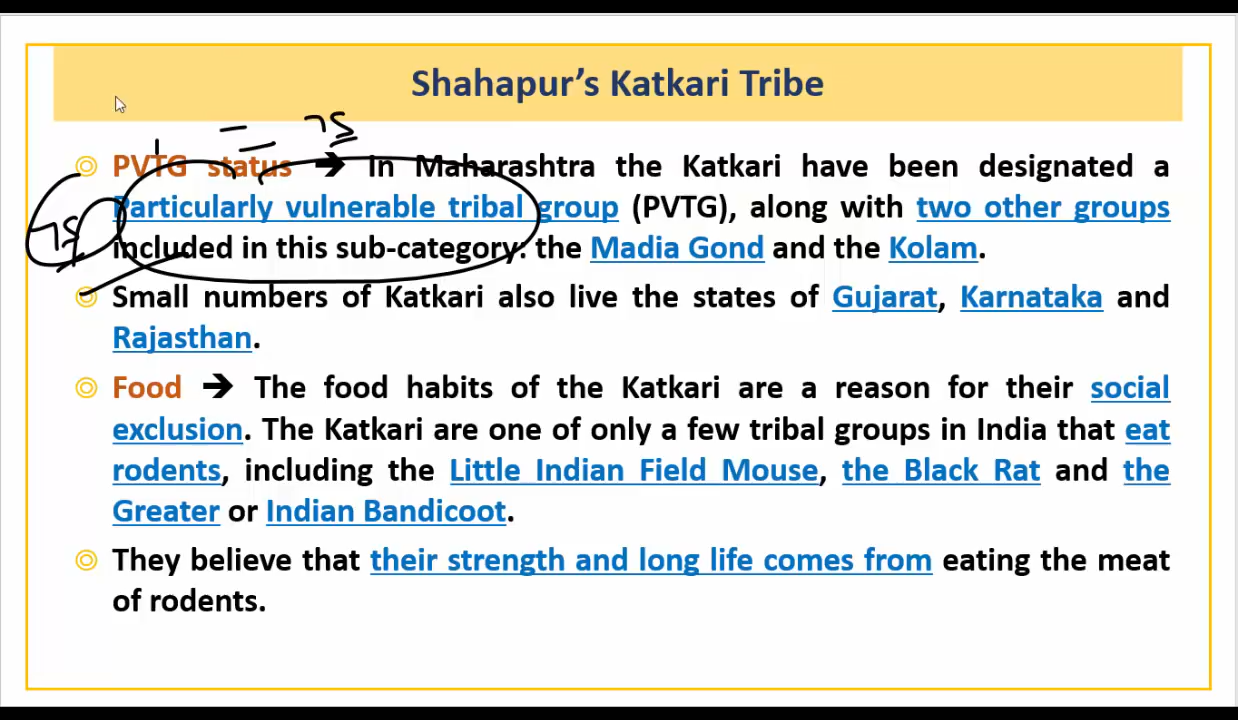 Shahapur's Katkari Tribe
75
PVTG status ➔ In Maharashtra the Katkari have been designated a
Particularly vulnerable tribal group (PVTG), along with two other groups
75
included in this sub-category: the Madia Gond and the Kolam.
Small numbers of Katkari also live the states of Gujarat, Karnataka and
Rajasthan.
Food ➔ The food habits of the Katkari are a reason for their social
exclusion. The Katkari are one of only a few tribal groups in India that eat
rodents, including the Little Indian Field Mouse, the Black Rat and the
Greater or Indian Bandicoot.
They believe that their strength and long life comes from eating the meat
of rodents.